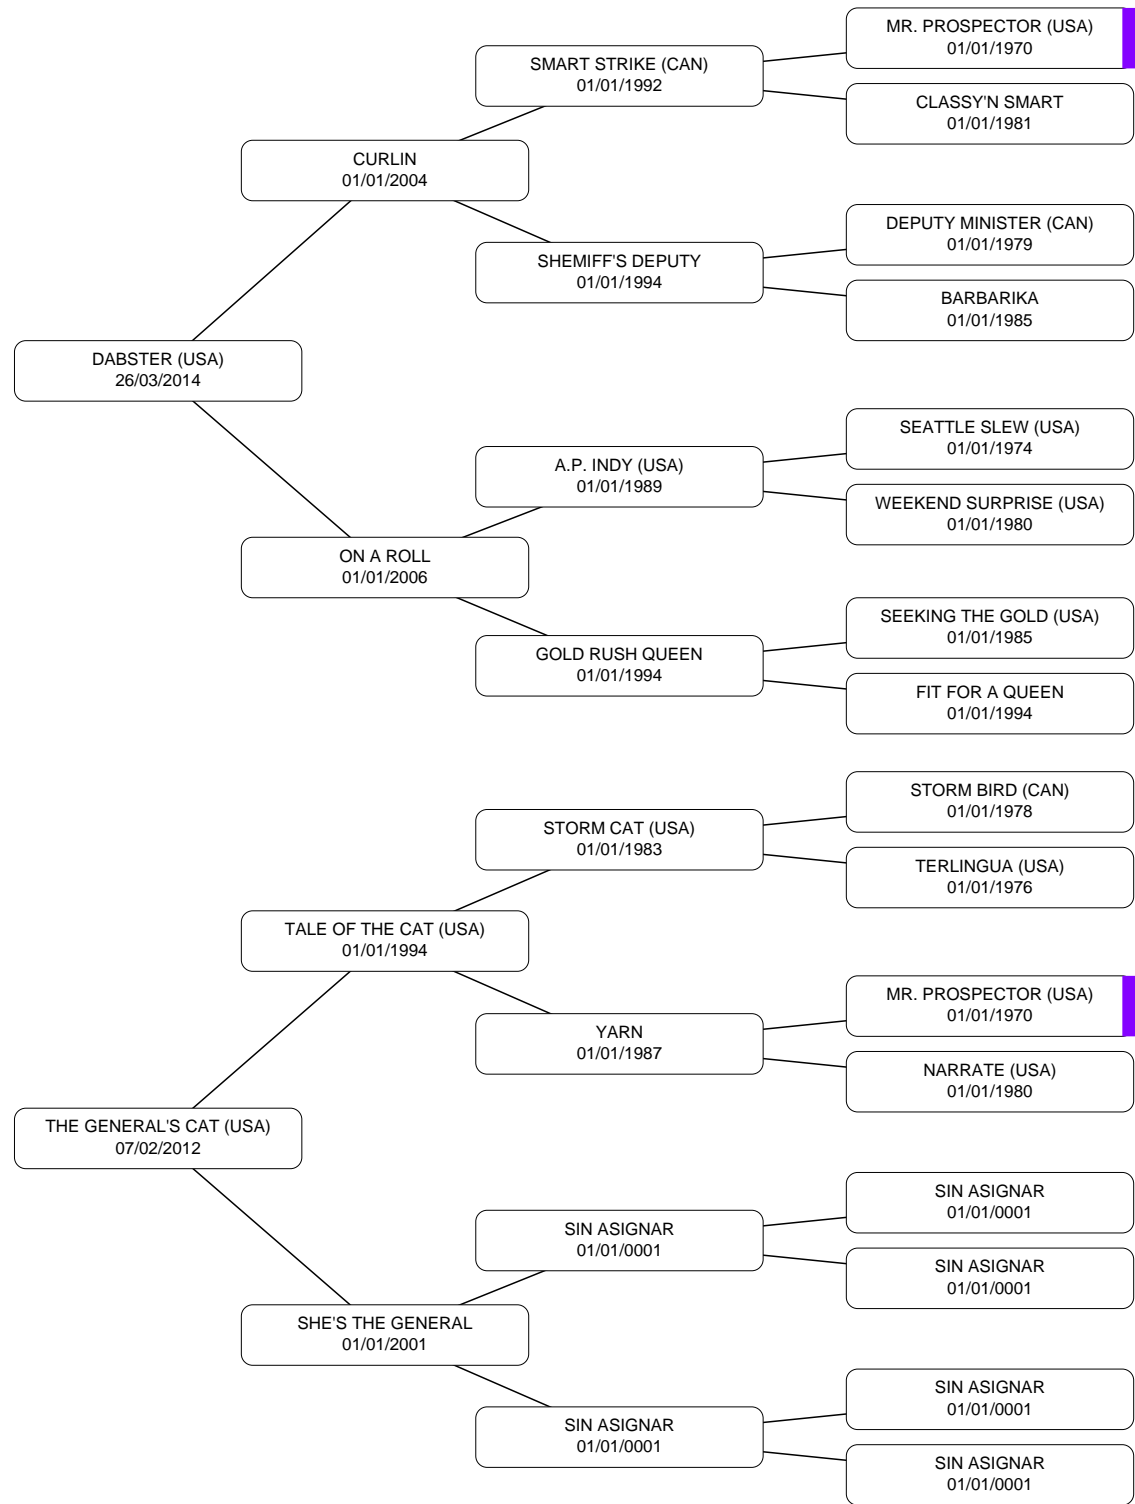 MR. PROSPECTOR (USA)
01/01/1970
SMART STRIKE (CAN)
01/01/1992
CLASSY'N SMART
01/01/1981
CURLIN
01/01/2004
DEPUTY MINISTER (CAN)
01/01/1979
SHEMIFF'S DEPUTY
01/01/1994
BARBARIKA
01/01/1985
DABSTER (USA)
26/03/2014
SEATTLE SLEW (USA)
01/01/1974
A.P. INDY (USA)
01/01/1989
WEEKEND SURPRISE (USA)
01/01/1980
ON A ROLL
01/01/2006
SEEKING THE GOLD (USA)
01/01/1985
GOLD RUSH QUEEN
01/01/1994
FIT FOR A QUEEN
01/01/1994
STORM BIRD (CAN)
01/01/1978
STORM CAT (USA)
01/01/1983
TERLINGUA (USA)
01/01/1976
TALE OF THE CAT (USA)
01/01/1994
MR. PROSPECTOR (USA)
01/01/1970
YARN
01/01/1987
NARRATE (USA)
01/01/1980
THE GENERAL'S CAT (USA)
07/02/2012
SIN ASIGNAR
01/01/0001
SIN ASIGNAR
01/01/0001
SIN ASIGNAR
01/01/0001
SHE'S THE GENERAL
01/01/2001
SIN ASIGNAR
01/01/0001
SIN ASIGNAR
01/01/0001
SIN ASIGNAR
01/01/0001